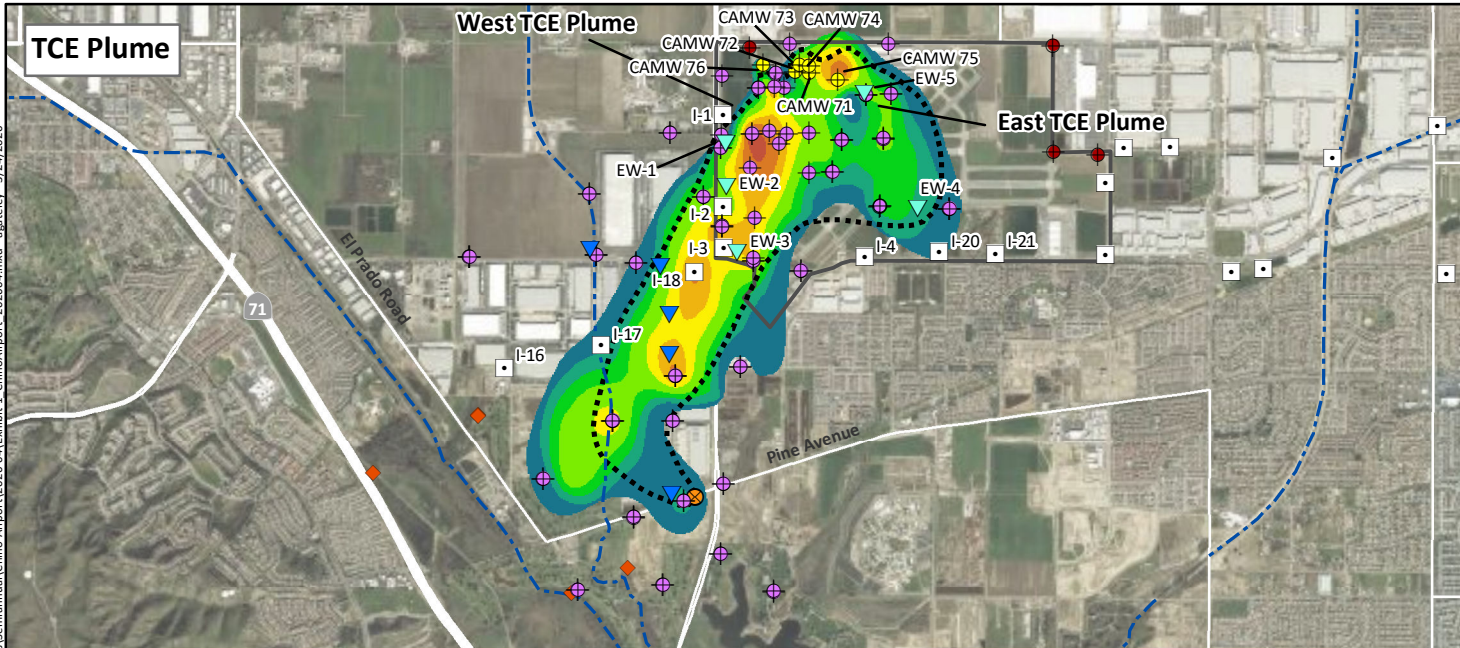 TCE Plume
West TCE Plume
CAMW 73
CAMW 74
CAMW 72
CAMW 76
CAMW 75
EW-5
CAMW 71
I-1
East TCE Plume
EW-1
EW-2
EW-4
I-2
I-3
EW-3
I-4
I-20
I-21
I-18
El Prado Road
71
I-17
I-16
Pine Avenue